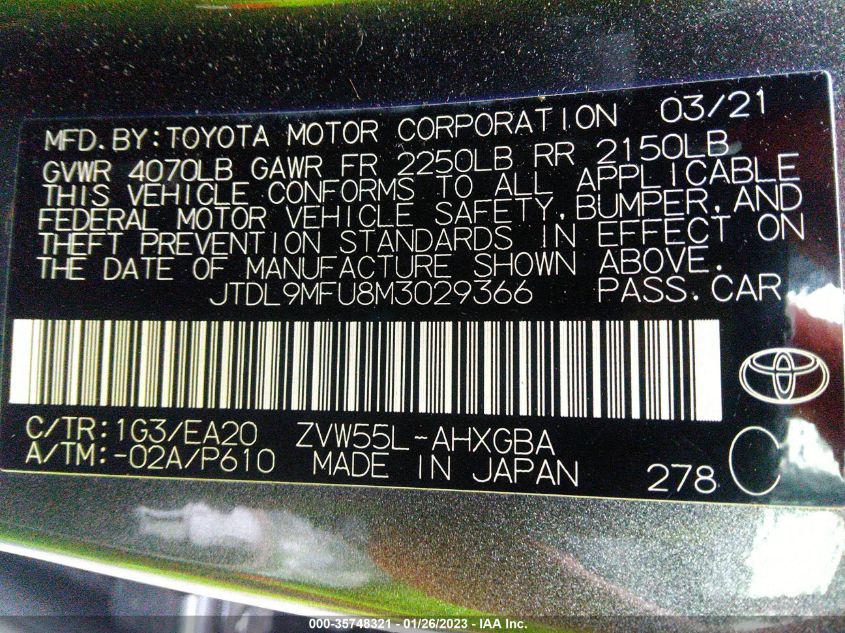 MFD.BY:TOYOTA MOTOR CORPORATION 03/21
GVWR 4070LB GAWR FR 2250LB RR 2150LB
THIS VEHICLE CONFORMS TO ALL APPLICABLE
FEDERAL MOTOR VEHICLE SAFETY,BUMPER,AND
THEFT PREVENTION STANDARDS IN EFFECT ON
THE DATE OF MANUFACTURE SHOWN ABOVE.
JTDL9MFU8M3029366 PASS.CAR
C/TR:1G3/EA20 ZVW55L-AHXGBA
A/TM:-02A/P610 MADE IN JAPAN 278 C
000-35748321 - 01/26/2023 - IAA Inc.